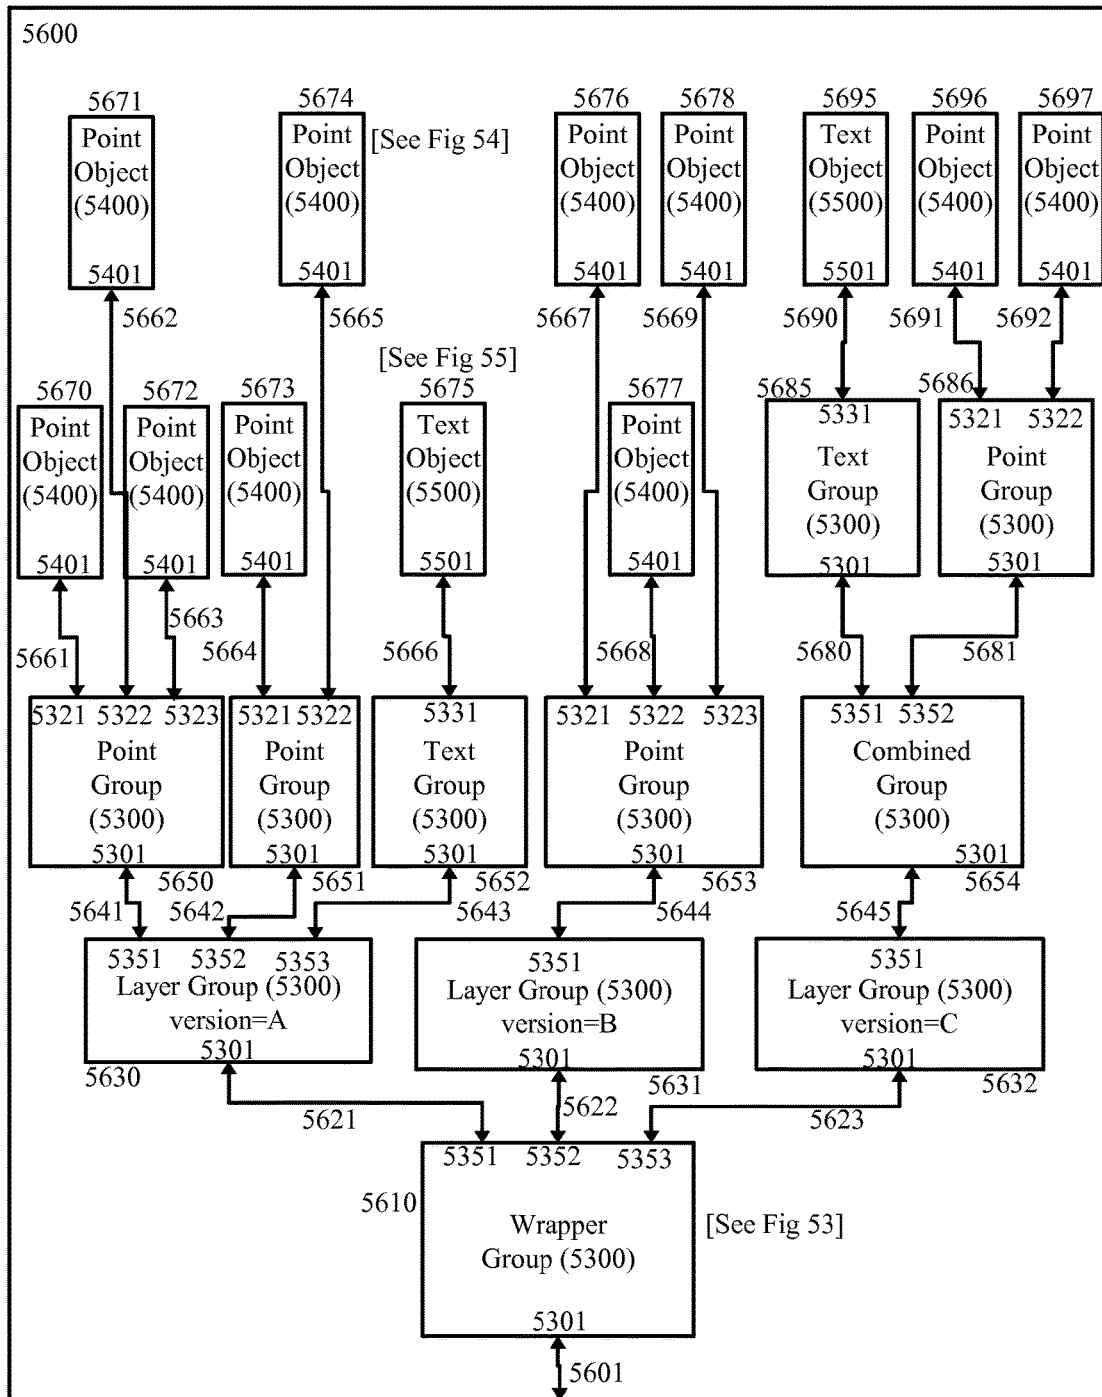 5600
5671
5674
5676
5678
5695
5696
5697
Point
Object
(5400)
5401
Point
Object
(5400)
5401
[See Fig 54]
Point
Object
(5400)
5401
Point
Object
(5400)
5401
Text
Object
(5500)
5501
Point
Object
(5400)
5401
Point
Object
(5400)
5401
5662
5665
5667
5669
5690
5691
5692
[See Fig 55]
5670
5672
5673
5675
5677
5685
5686
Point
Object
(5400)
5401
Point
Object
(5400)
5401
Point
Object
(5400)
5401
Text
Object
(5500)
5501
Point
Object
(5400)
5401
5331
Text
Group
(5300)
5301
5321 5322
Point
Group
(5300)
5301
5661
5663
5664
5666
5668
5680
5681
5321 5322 5323
Point
Group
(5300)
5301
5321 5322
Point
Group
(5300)
5301
5331
Text
Group
(5300)
5301
5321 5322 5323
Point
Group
(5300)
5301
5351 5352
Combined
Group
(5300)
5301
5650
5651
5652
5653
5654
5641
5642
5643
5644
5645
5351 5352 5353
Layer Group (5300)
version=A
5301
5351
Layer Group (5300)
version=B
5301
5351
Layer Group (5300)
version=C
5301
5630
5631
5632
5621
5622
5623
5351 5352 5353
5610
Wrapper
Group (5300)
5301
[See Fig 53]
5601